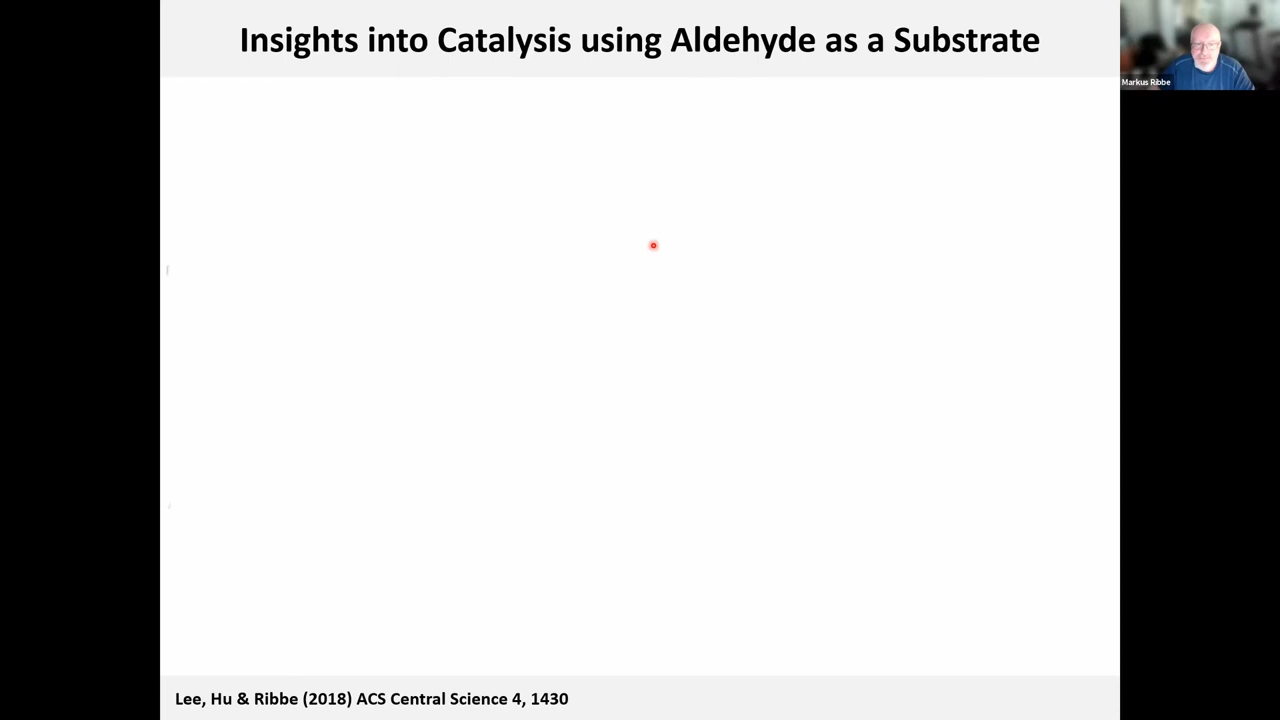 Insights into Catalysis using Aldehyde as a Substrate
Markus Ribbe
Lee, Hu & Ribbe (2018) ACS Central Science 4, 1430